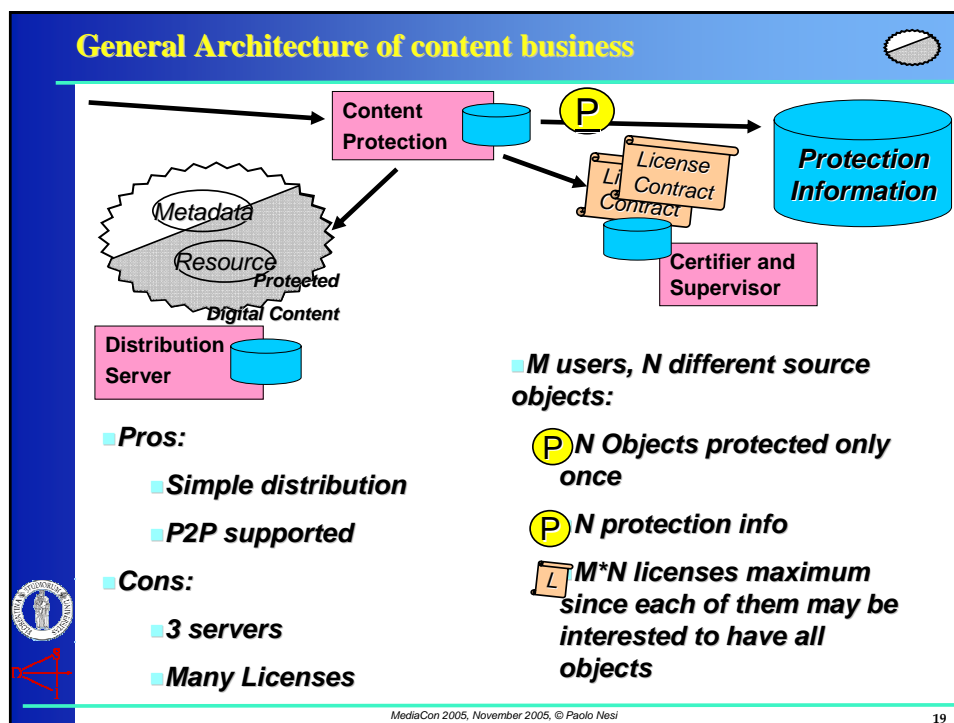 General Architecture of content business
Content
Protection
P
Protection
Information
License
Contract
Li
Contract
Metadata
Resource
Protected
Digital Content
Certifier and
Supervisor
Distribution
Server
Pros:
Simple distribution
P2P supported
Cons:
3 servers
Many Licenses
M users, N different source
objects:
P N Objects protected only
once
P N protection info
L M*N licenses maximum
since each of them may be
interested to have all
objects
MediaCon 2005, November 2005, © Paolo Nesi
19